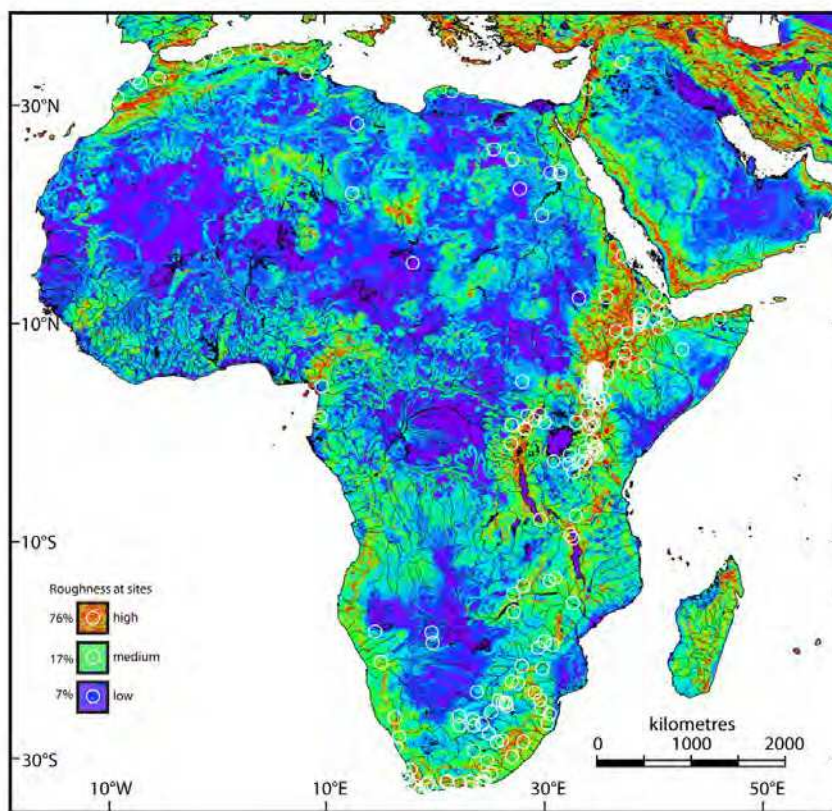 30°N
10°N
10°S
30°S
Roughness at sites
76% high
17% medium
7% low
kilometres
0 1000 2000
10°W 10°E 30°E 50°E